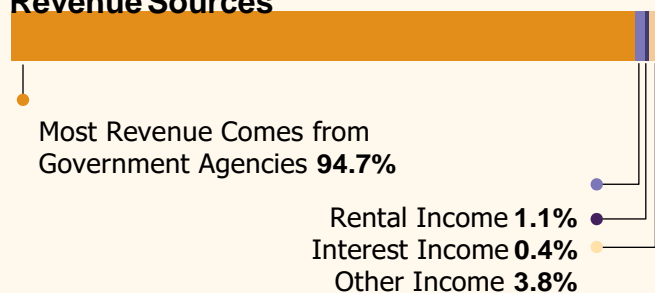 Revenue Sources
Most Revenue Comes from
Government Agencies 94.7%
Rental Income 1.1%
Interest Income 0.4%
Other Income 3.8%